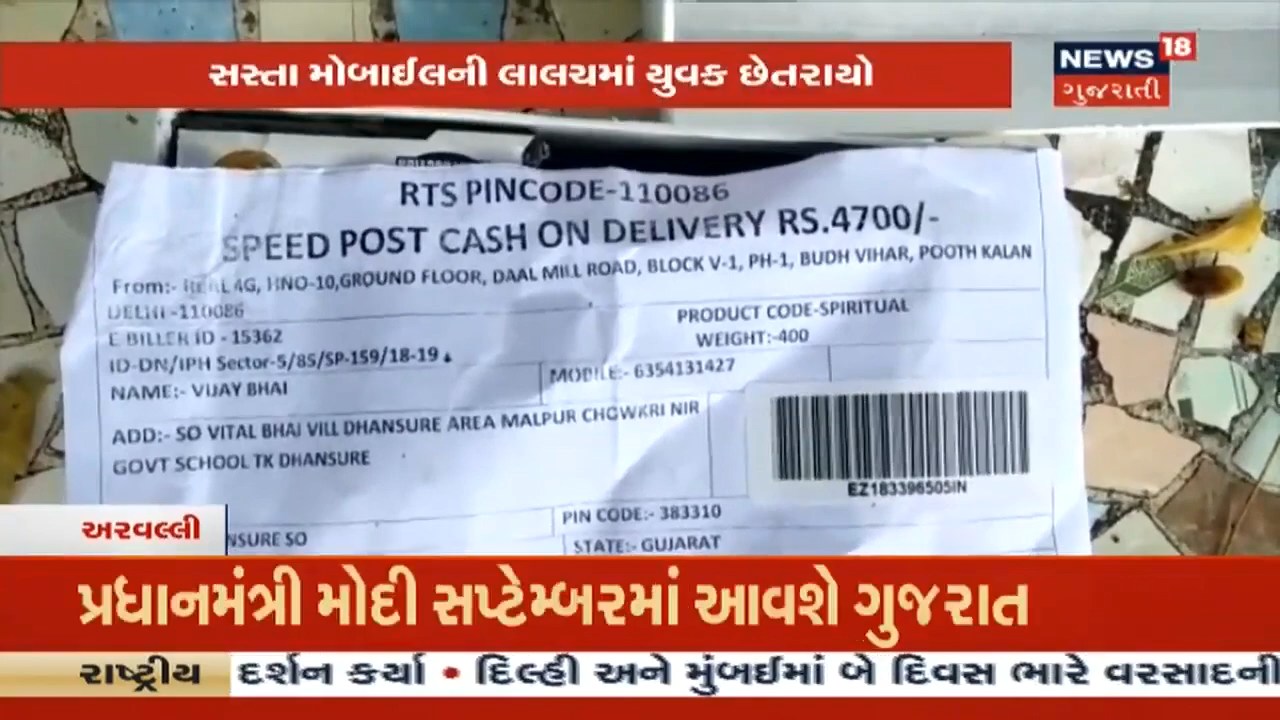 સસ્તા મોબાઈલની લાલચમાં યુવક છેતરાયો
NEWS 18
ગુજરાતી
RTS PINCODE-110086
SPEED POST CASH ON DELIVERY RS.4700/-
From:- REAL 4G, HNO-10,GROUND FLOOR, DAAL MILL ROAD, BLOCK V-1, PH-1, BUDH VIHAR, POOTH KALAN
DELHI -110086
PRODUCT CODE-SPIRITUAL
E BILLER ID - 15362
WEIGHT:-400
ID-DN/IPH Sector-5/85/SP-159/18-19
NAME:- VIJAY BHAI
MOBILE:- 6354131427
ADD:- SO VITAL BHAI VILL DHANSURE AREA MALPUR CHOWKRI NIR
GOVT SCHOOL TK DHANSURE
EZ183396505IN
PIN CODE:- 383310
NSURE SO
STATE:- GUJARAT
અરવલ્લી
પ્રધાનમંત્રી મોદી સપ્ટેમ્બરમાં આવશે ગુજરાત
રાષ્ટ્રીય દર્શન કર્યા • દિલ્હી અને મુંબઈમાં બે દિવસ ભારે વરસાદની